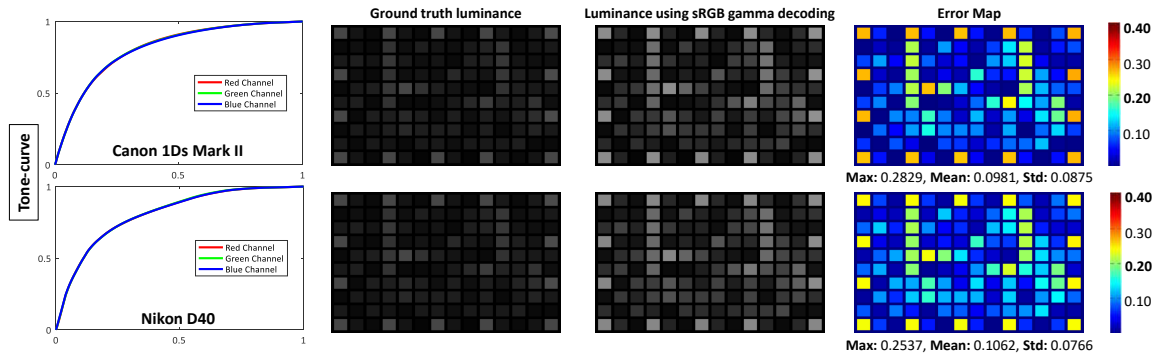 Ground truth luminance
Luminance using sRGB gamma decoding
Error Map
Tone-curve
1
0.5
0
0
0.5
1
Red Channel
Green Channel
Blue Channel
Canon 1Ds Mark II
0.40
0.30
0.20
0.10
Max: 0.2829, Mean: 0.0981, Std: 0.0875
1
0.5
0
0
0.5
1
Red Channel
Green Channel
Blue Channel
Nikon D40
0.40
0.30
0.20
0.10
Max: 0.2537, Mean: 0.1062, Std: 0.0766